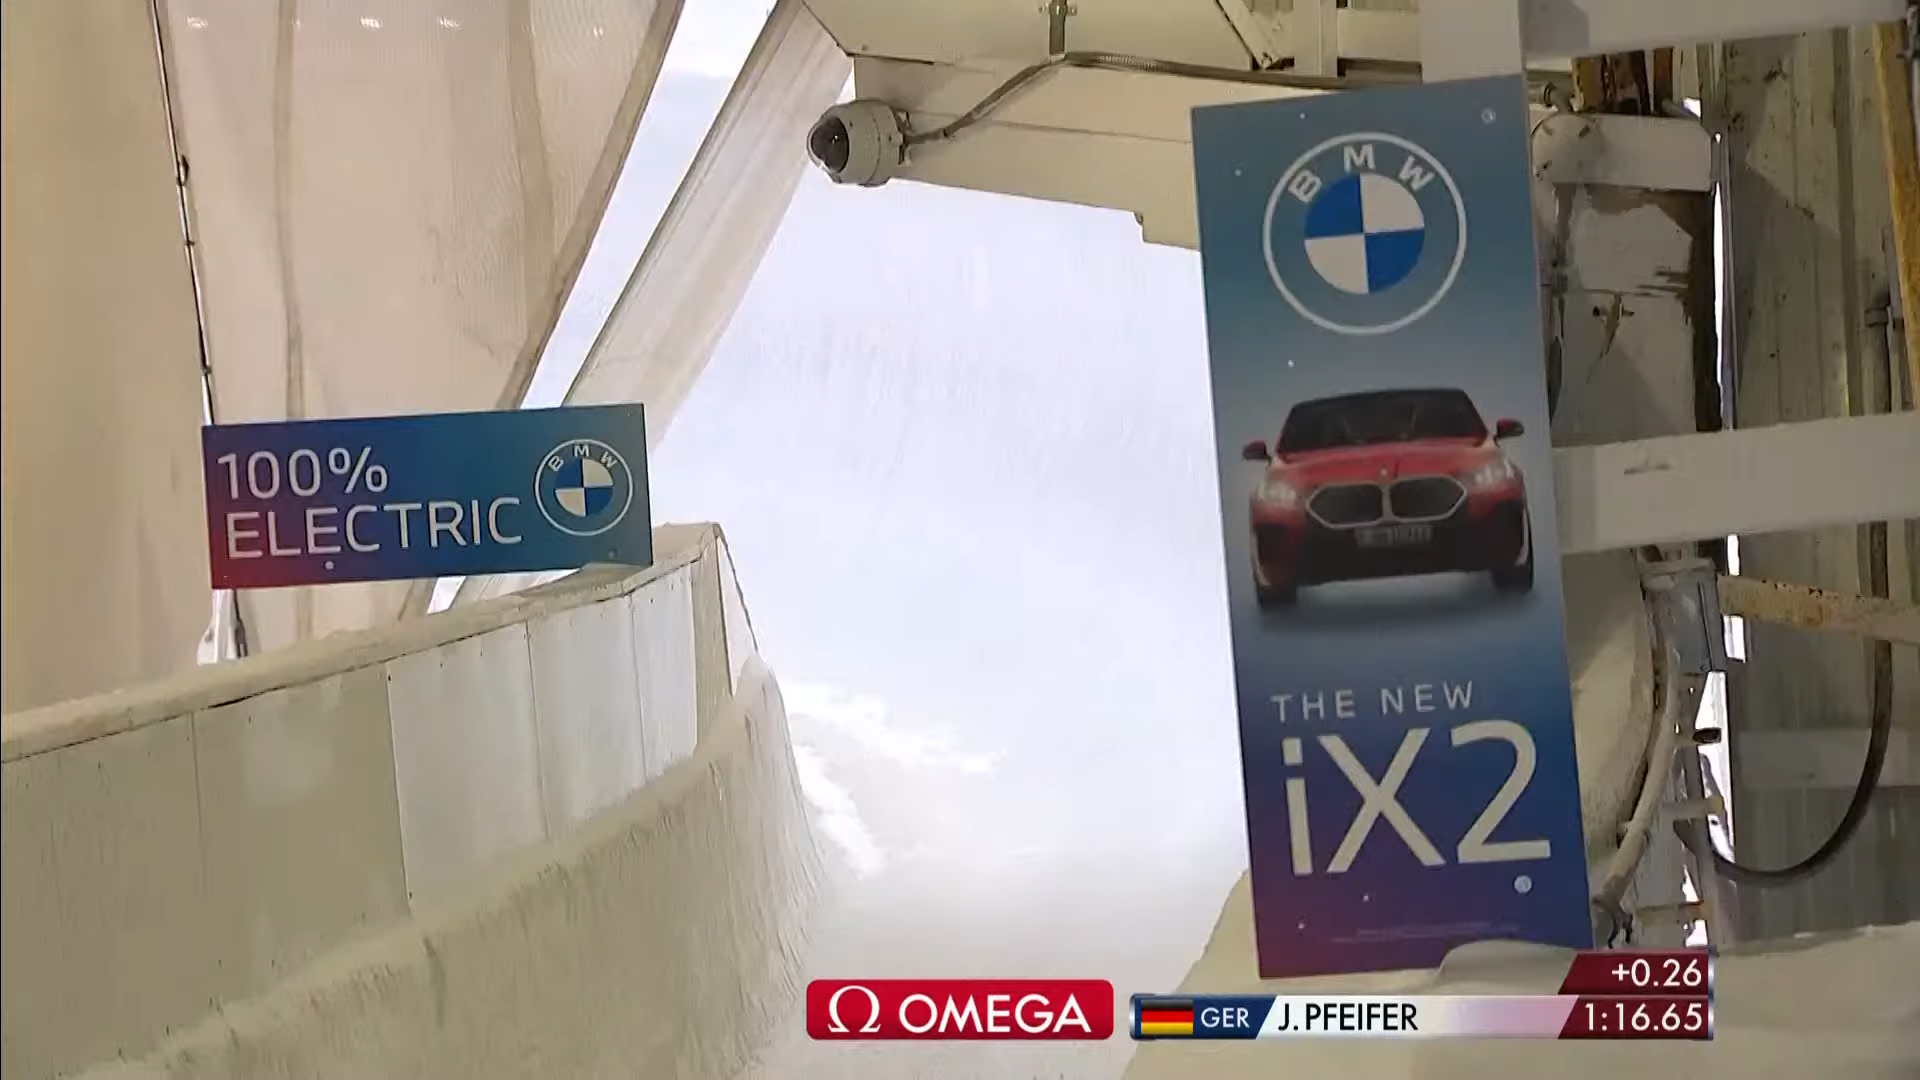 BMW
100%
ELECTRIC
BMW
THE NEW
iX2
+0.26
Ω OMEGA
GER J. PFEIFER 1:16.65